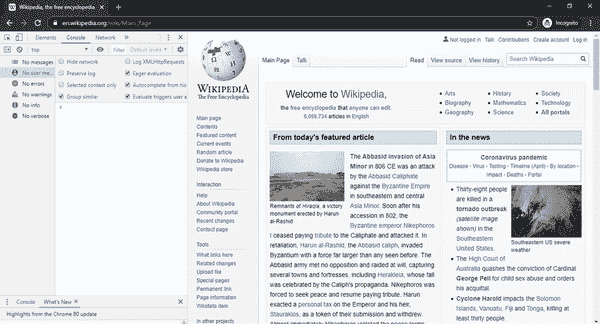 Wikipedia, the free encyclopedia
en.wikipedia.org/wiki/Main_Page
Incognito
Elements Console Network
top Filter Default levels
No messages
No user me...
No errors
No warnings
No info
No verbose
Hide network
Preserve log
Selected context only
Group similar
Log XMLHttpRequests
Eager evaluation
Autocomplete from his
Evaluate triggers user a
Console What's New
Highlights from the Chrome 80 update
WIKIPEDIA
The Free Encyclopedia
Main page
Contents
Featured content
Current events
Random article
Donate to Wikipedia
Wikipedia store
Interaction
Help
About Wikipedia
Community portal
Recent changes
Contact page
Tools
What links here
Related changes
Upload file
Special pages
Permanent link
Page information
Wikidata item
In other projects
Not logged in Talk Contributions Create account Log in
Main Page Talk
Read View source View history
Search Wikipedia
Welcome to Wikipedia,
the free encyclopedia that anyone can edit.
6,059,734 articles in English
Arts
Biography
Geography
History
Mathematics
Science
Society
Technology
All portals
From today's featured article
The Abbasid invasion of Asia
Minor in 806 CE was an attack
by the Abbasid Caliphate
against the Byzantine Empire
in southeastern and central
Asia Minor. Soon after his
accession in 802, the
Byzantine emperor Nikephoros
Remnants of Hiraqla, a victory
monument erected by Harun
al-Rashid
I ceased paying tribute to the Caliphate and attacked it. In
retaliation, Harun al-Rashid, the Abbasid caliph, invaded
Byzantium with a force far larger than any seen before. The
Abbasid army met no opposition and raided at will, capturing
several towns and fortresses, including Herakleia, whose fall
was celebrated by the Caliph's propaganda. Nikephoros was
forced to seek peace and resume paying tribute. Harun
exacted a personal tax on the Emperor and his heir,
Staurakios, as a token of their submission and withdrew.
Almost immediately Nikephoros violated the peace terms
In the news
Coronavirus pandemic
Disease · Virus · Testing · Timeline (April) · By location ·
Impact · Deaths · Portal
Thirty-eight people
are killed in a
tornado outbreak
(satellite image
shown) in the
Southeastern
United States.
Southeastern US severe
weather
The High Court of
Australia quashes the conviction of Cardinal
George Pell for child sex abuse and orders
his acquittal.
Cyclone Harold impacts the Solomon
Islands, Vanuatu, Fiji and Tonga, killing at
least thirty people.